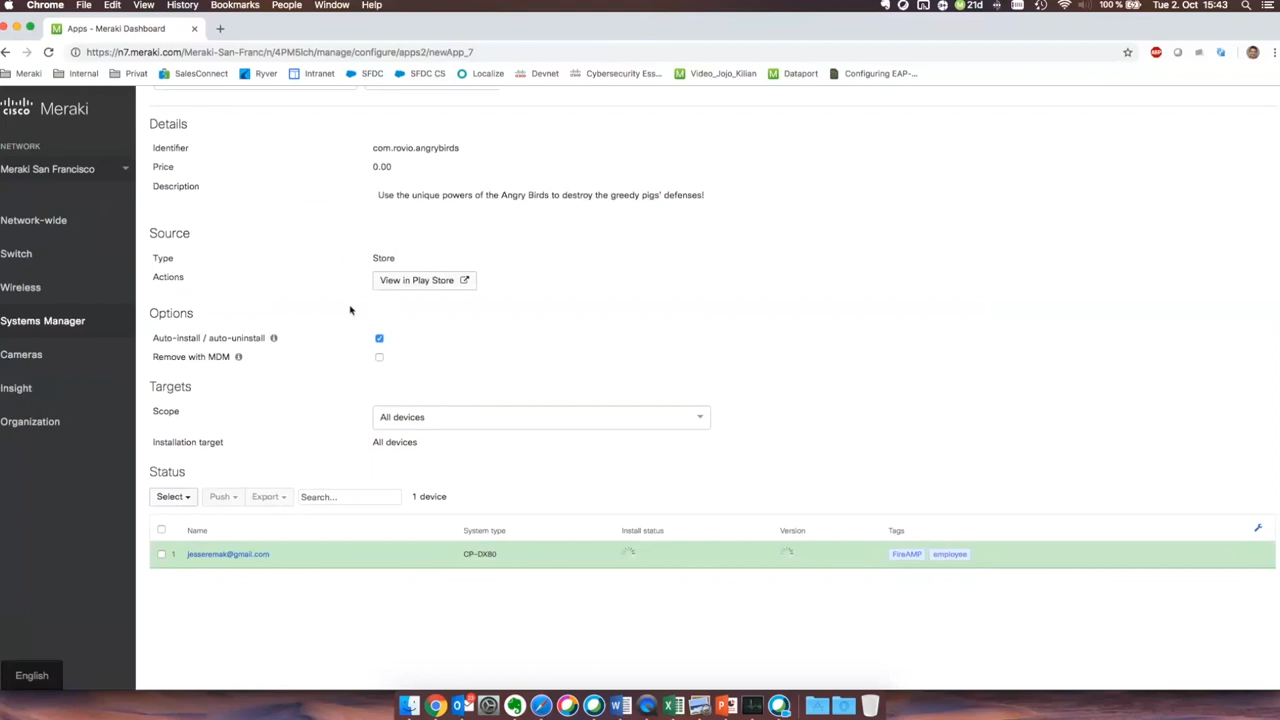 Chrome File Edit View History Bookmarks People Window Help 21d 100 % Tue 2. Oct 15:43
Apps - Meraki Dashboard
https://n7.meraki.com/Meraki-San-Franc/n/4PM5lch/manage/configure/apps2/newApp_7
Meraki Internal Privat SalesConnect Ryver Intranet SFDC SFDC CS Localize Devnet Cybersecurity Ess... Video_Jojo_Kilian Dataport Configuring EAP-...
cisco Meraki
NETWORK
Meraki San Francisco
Network-wide
Switch
Wireless
Systems Manager
Cameras
Insight
Organization
English
Details
Identifier com.rovio.angrybirds
Price 0.00
Description Use the unique powers of the Angry Birds to destroy the greedy pigs' defenses!
Source
Type Store
Actions View in Play Store
Options
Auto-install / auto-uninstall
Remove with MDM
Targets
Scope All devices
Installation target All devices
Status
Select Push Export Search... 1 device
Name System type Install status Version Tags
1 jesseremak@gmail.com CP-DX80 FireAMP employee